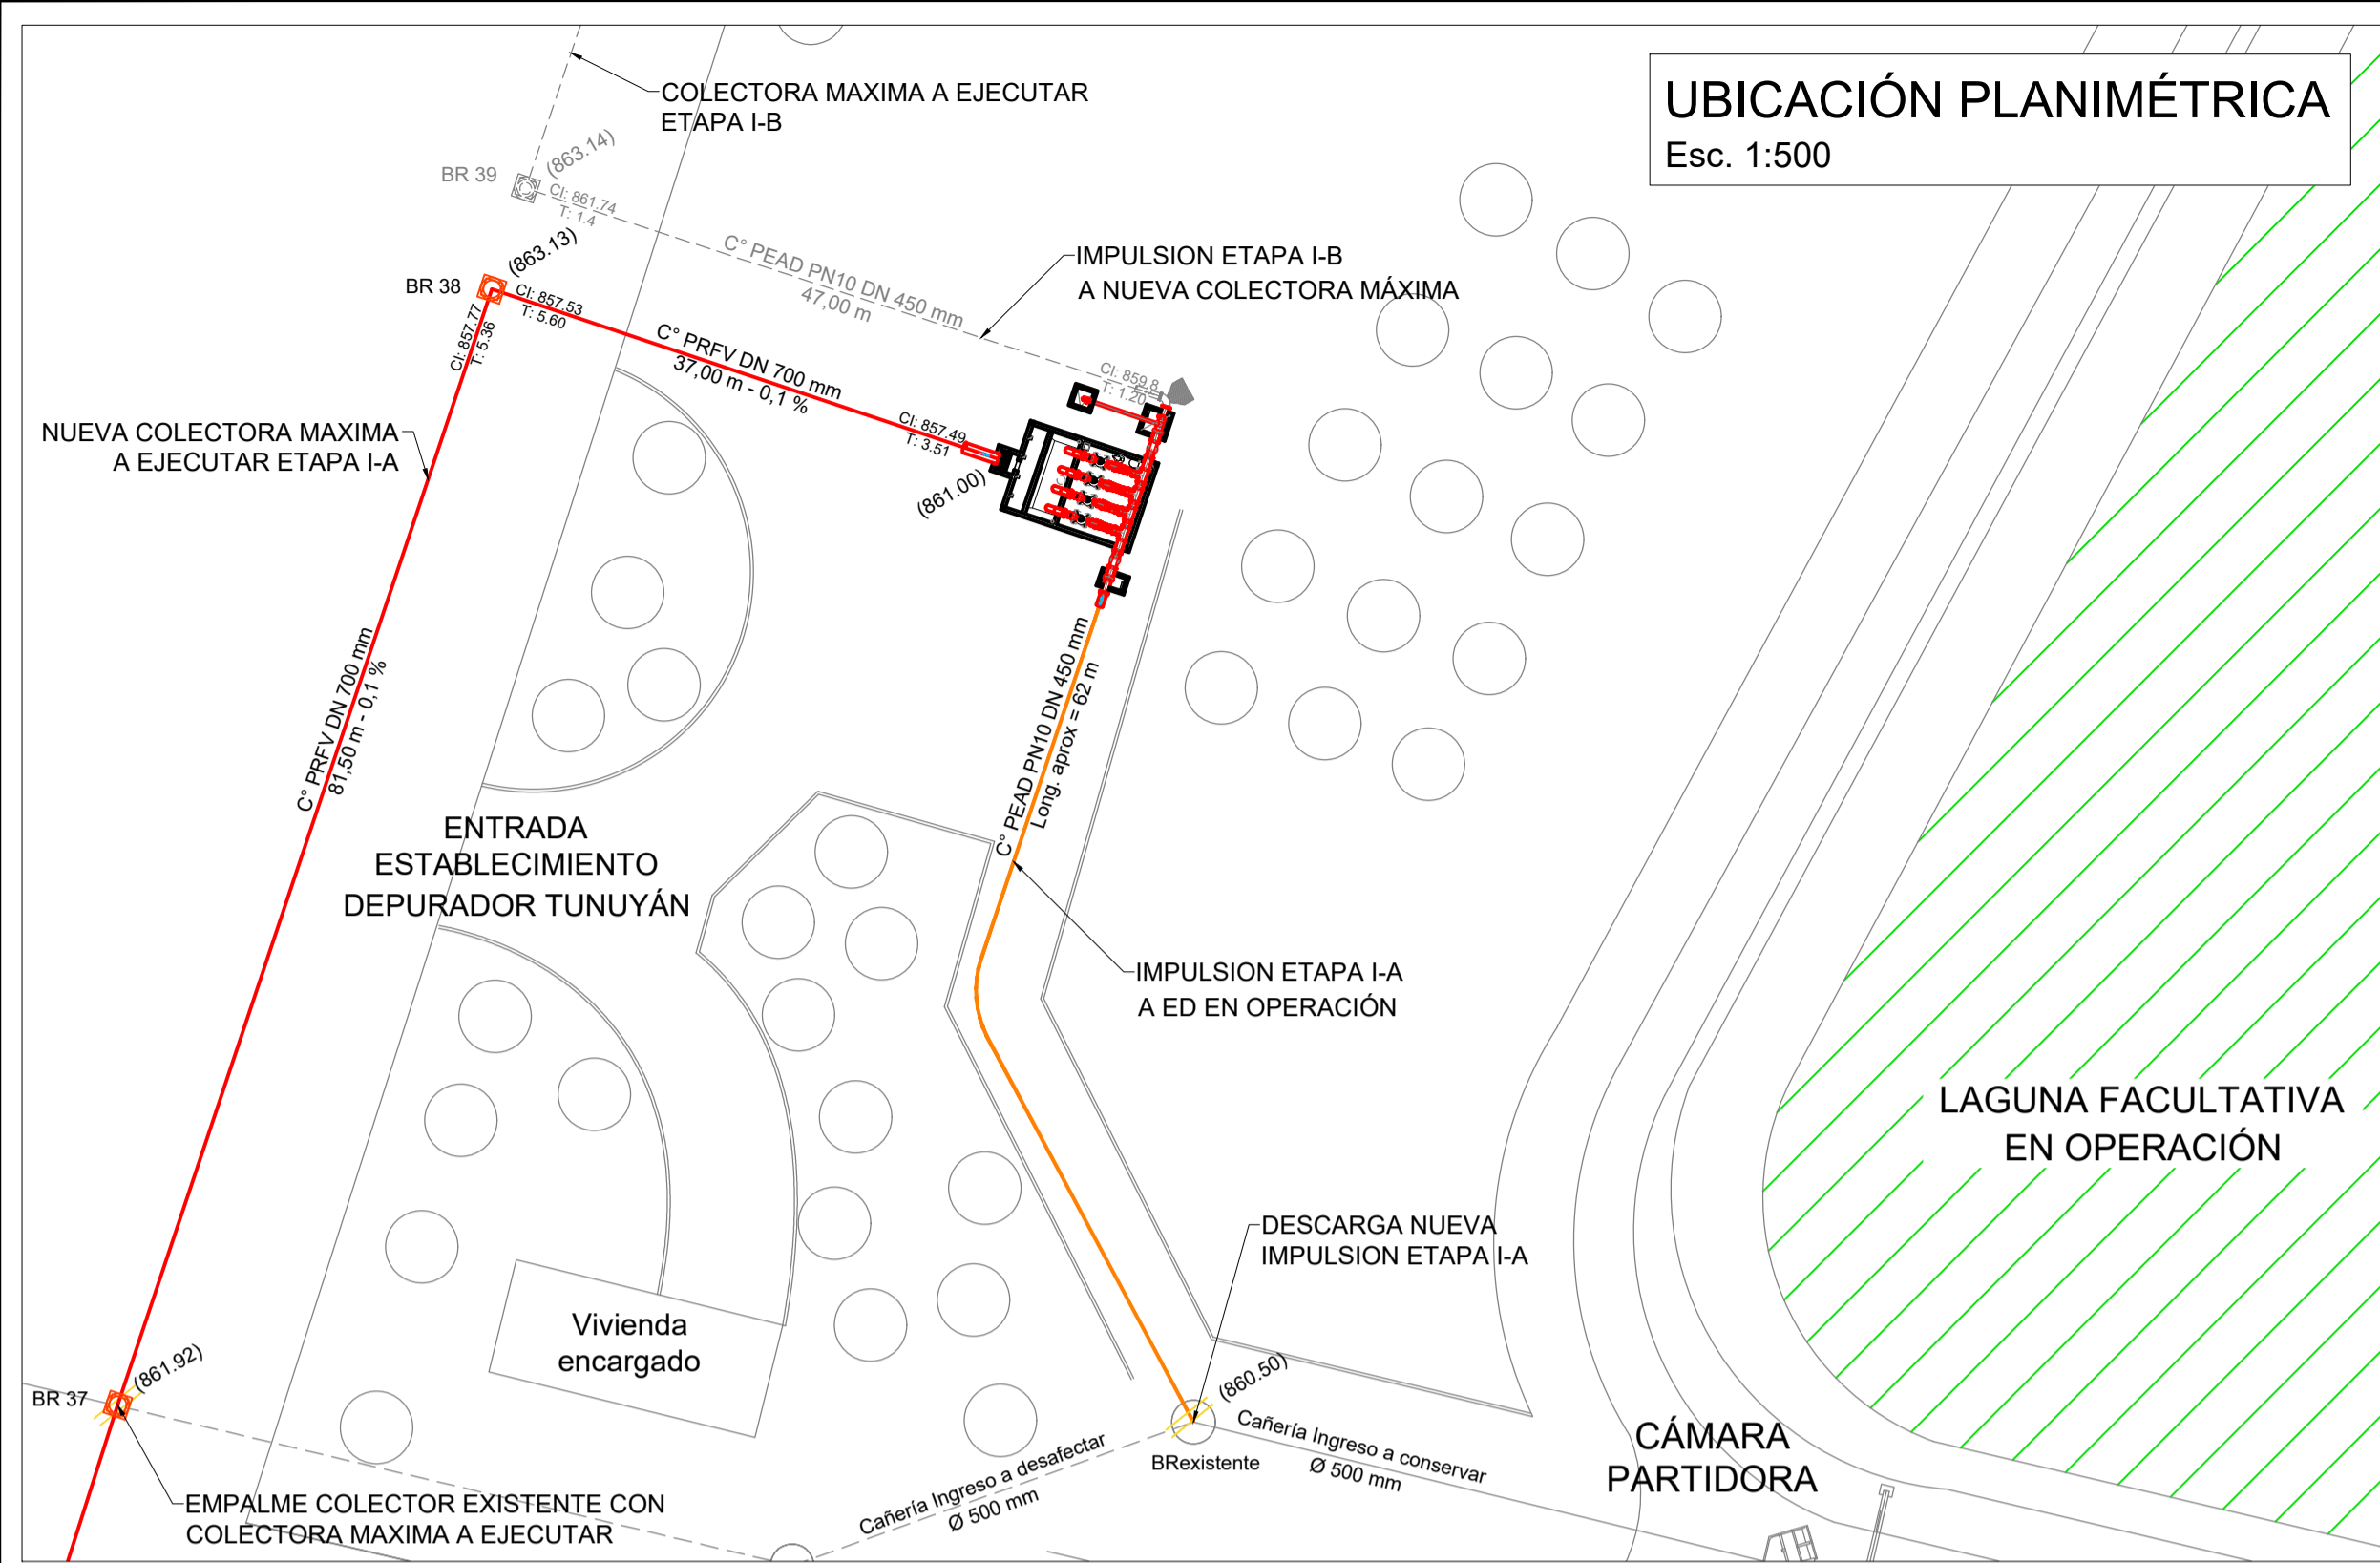 UBICACIÓN PLANIMÉTRICA
Esc. 1:500
COLECTORA MAXIMA A EJECUTAR
ETAPA I-B
BR 39
(863.14)
CI: 861.74
T: 1.4
C° PEAD PN10 DN 450 mm
47,00 m
IMPULSION ETAPA I-B
A NUEVA COLECTORA MÁXIMA
BR 38
(863.13)
CI: 857.53
T: 5.60
CI: 857.77
T: 5.36
C° PRFV DN 700 mm
37,00 m - 0,1 %
CI: 859.8
T: 1.20
CI: 857.49
T: 3.51
(861.00)
NUEVA COLECTORA MAXIMA
A EJECUTAR ETAPA I-A
C° PRFV DN 700 mm
81,50 m - 0,1 %
C° PEAD PN10 DN 450 mm
Long. aprox = 62 m
ENTRADA
ESTABLECIMIENTO
DEPURADOR TUNUYÁN
IMPULSION ETAPA I-A
A ED EN OPERACIÓN
LAGUNA FACULTATIVA
EN OPERACIÓN
DESCARGA NUEVA
IMPULSION ETAPA I-A
Vivienda
encargado
BR 37
(861.92)
(860.50)
BRexistente
Cañería Ingreso a conservar
Ø 500 mm
Cañería Ingreso a desafectar
Ø 500 mm
CÁMARA
PARTIDORA
EMPALME COLECTOR EXISTENTE CON
COLECTORA MAXIMA A EJECUTAR